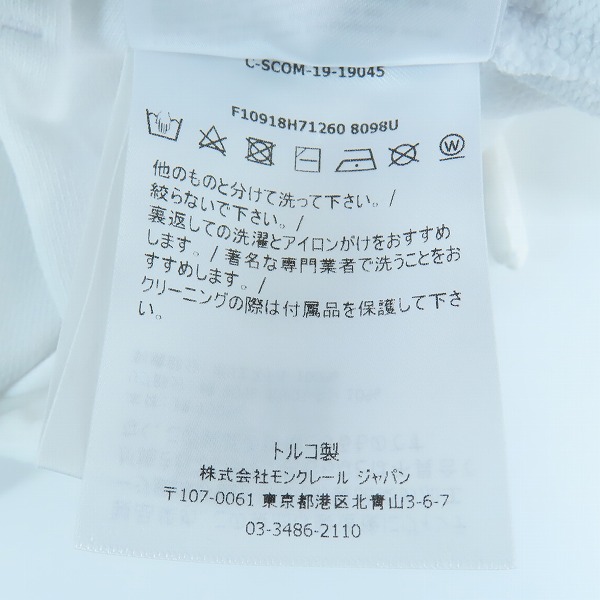 C-SCOM-19-19045
F10918H71260 8098U
他のものと分けて洗って下さい。/
絞らないで下さい。/
裏返しての洗濯とアイロンがけをおすすめ
します。/ 著名な専門業者で洗うことをお
すすめします。/
クリーニングの際は付属品を保護して下さ
い。
トルコ製
株式会社モンクレール ジャパン
〒107-0061 東京都港区北青山3-6-7
03-3486-2110